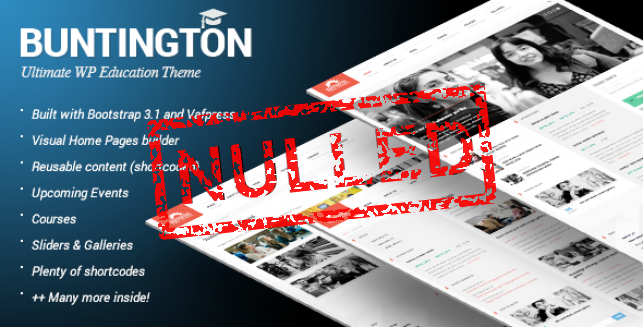 BUNTINGTON
Ultimate WP Education Theme
Built with Bootstrap 3.1 and Vafpress
Visual Home Pages builder
Reusable content (shortcodes)
Upcoming Events
Courses
Sliders & Galleries
Plenty of shortcodes
++ Many more inside!
NULLED